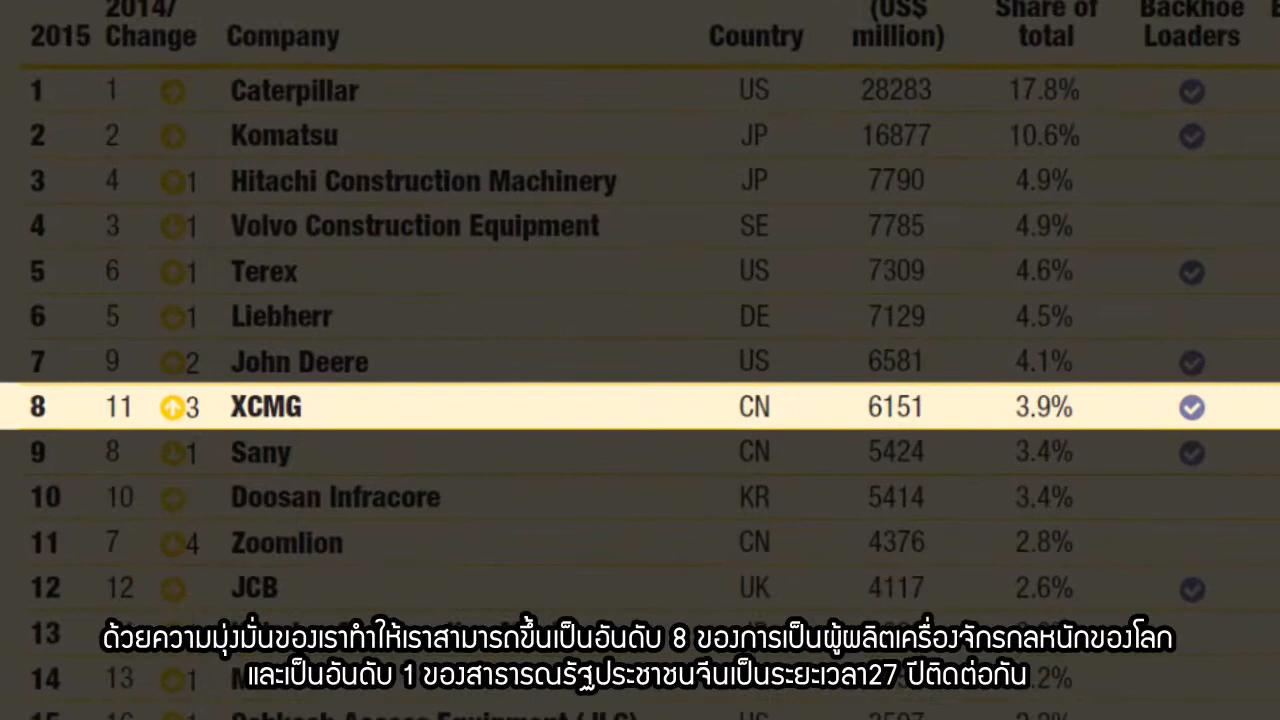 2014/ (US$ Share of Backhoe
2015 Change Company Country million) total Loaders
1 1 Caterpillar US 28283 17.8%
2 2 Komatsu JP 16877 10.6%
3 4 1 Hitachi Construction Machinery JP 7790 4.9%
4 3 1 Volvo Construction Equipment SE 7785 4.9%
5 6 1 Terex US 7309 4.6%
6 5 1 Liebherr DE 7129 4.5%
7 9 2 John Deere US 6581 4.1%
8 11 3 XCMG CN 6151 3.9%
9 8 1 Sany CN 5424 3.4%
10 10 Doosan Infracore KR 5414 3.4%
11 7 4 Zoomlion CN 4376 2.8%
12 12 JCB UK 4117 2.6%
13
14 13 1
ด้วยความมุ่งมั่นของเราทำให้เราสามารถขึ้นเป็นอันดับ 8 ของการเป็นผู้ผลิตเครื่องจักรกลหนักของโลก
และเป็นอันดับ 1 ของสาธารณรัฐประชาชนจีนเป็นระยะเวลา27 ปีติดต่อกัน